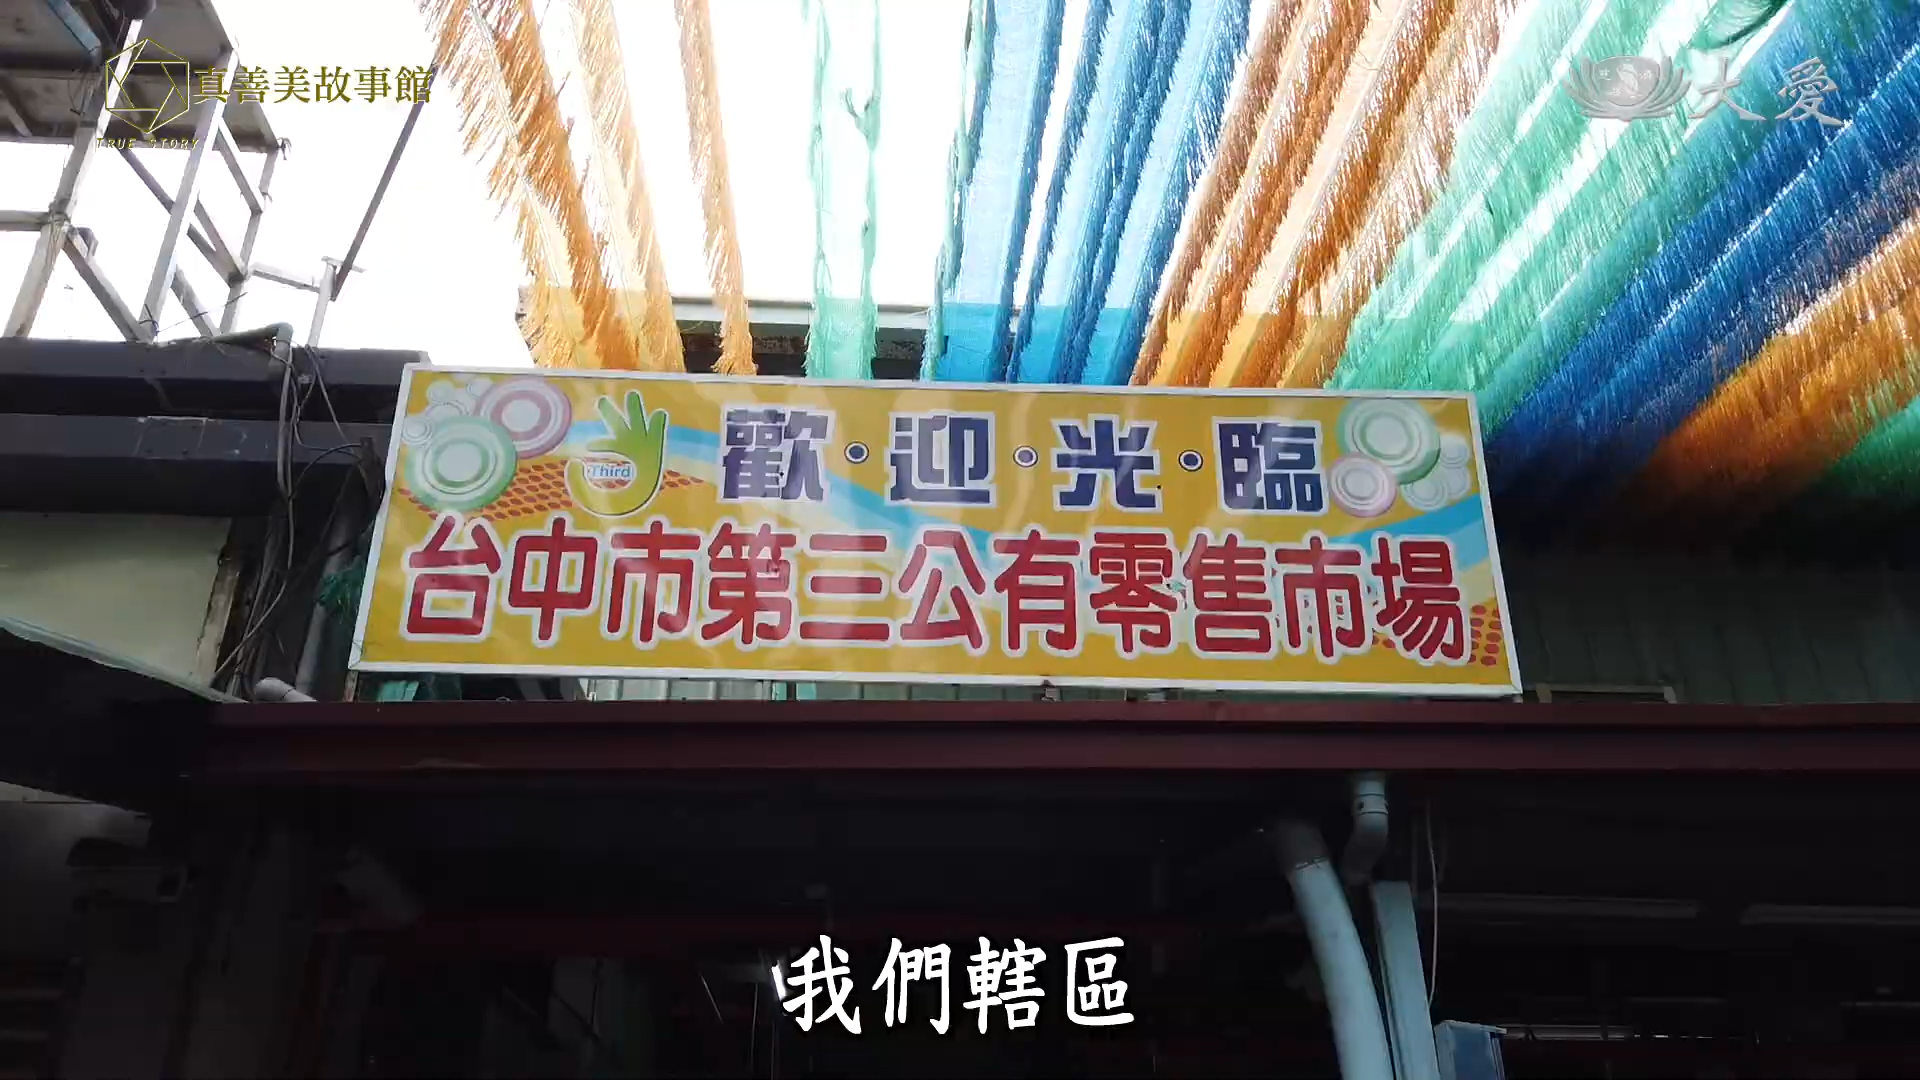 真善美故事館
TRUE STORY
大愛
歡・迎・光・臨
Third
台中市第三公有零售市場
我們轄區